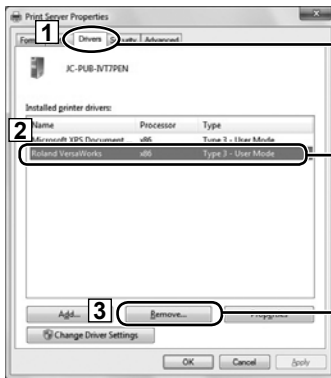 Print Server Properties
1
Drivers Security Advanced
JC-PUB-IVT7PEN
Installed printer drivers:
Name Processor Type
2
Microsoft XPS Document x86 Type 3 - User Mode
Roland VersaWorks x86 Type 3 - User Mode
3
Add... Remove... Properties
Change Driver Settings
OK Cancel Apply